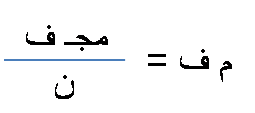 م ف = مجـ ف
ن